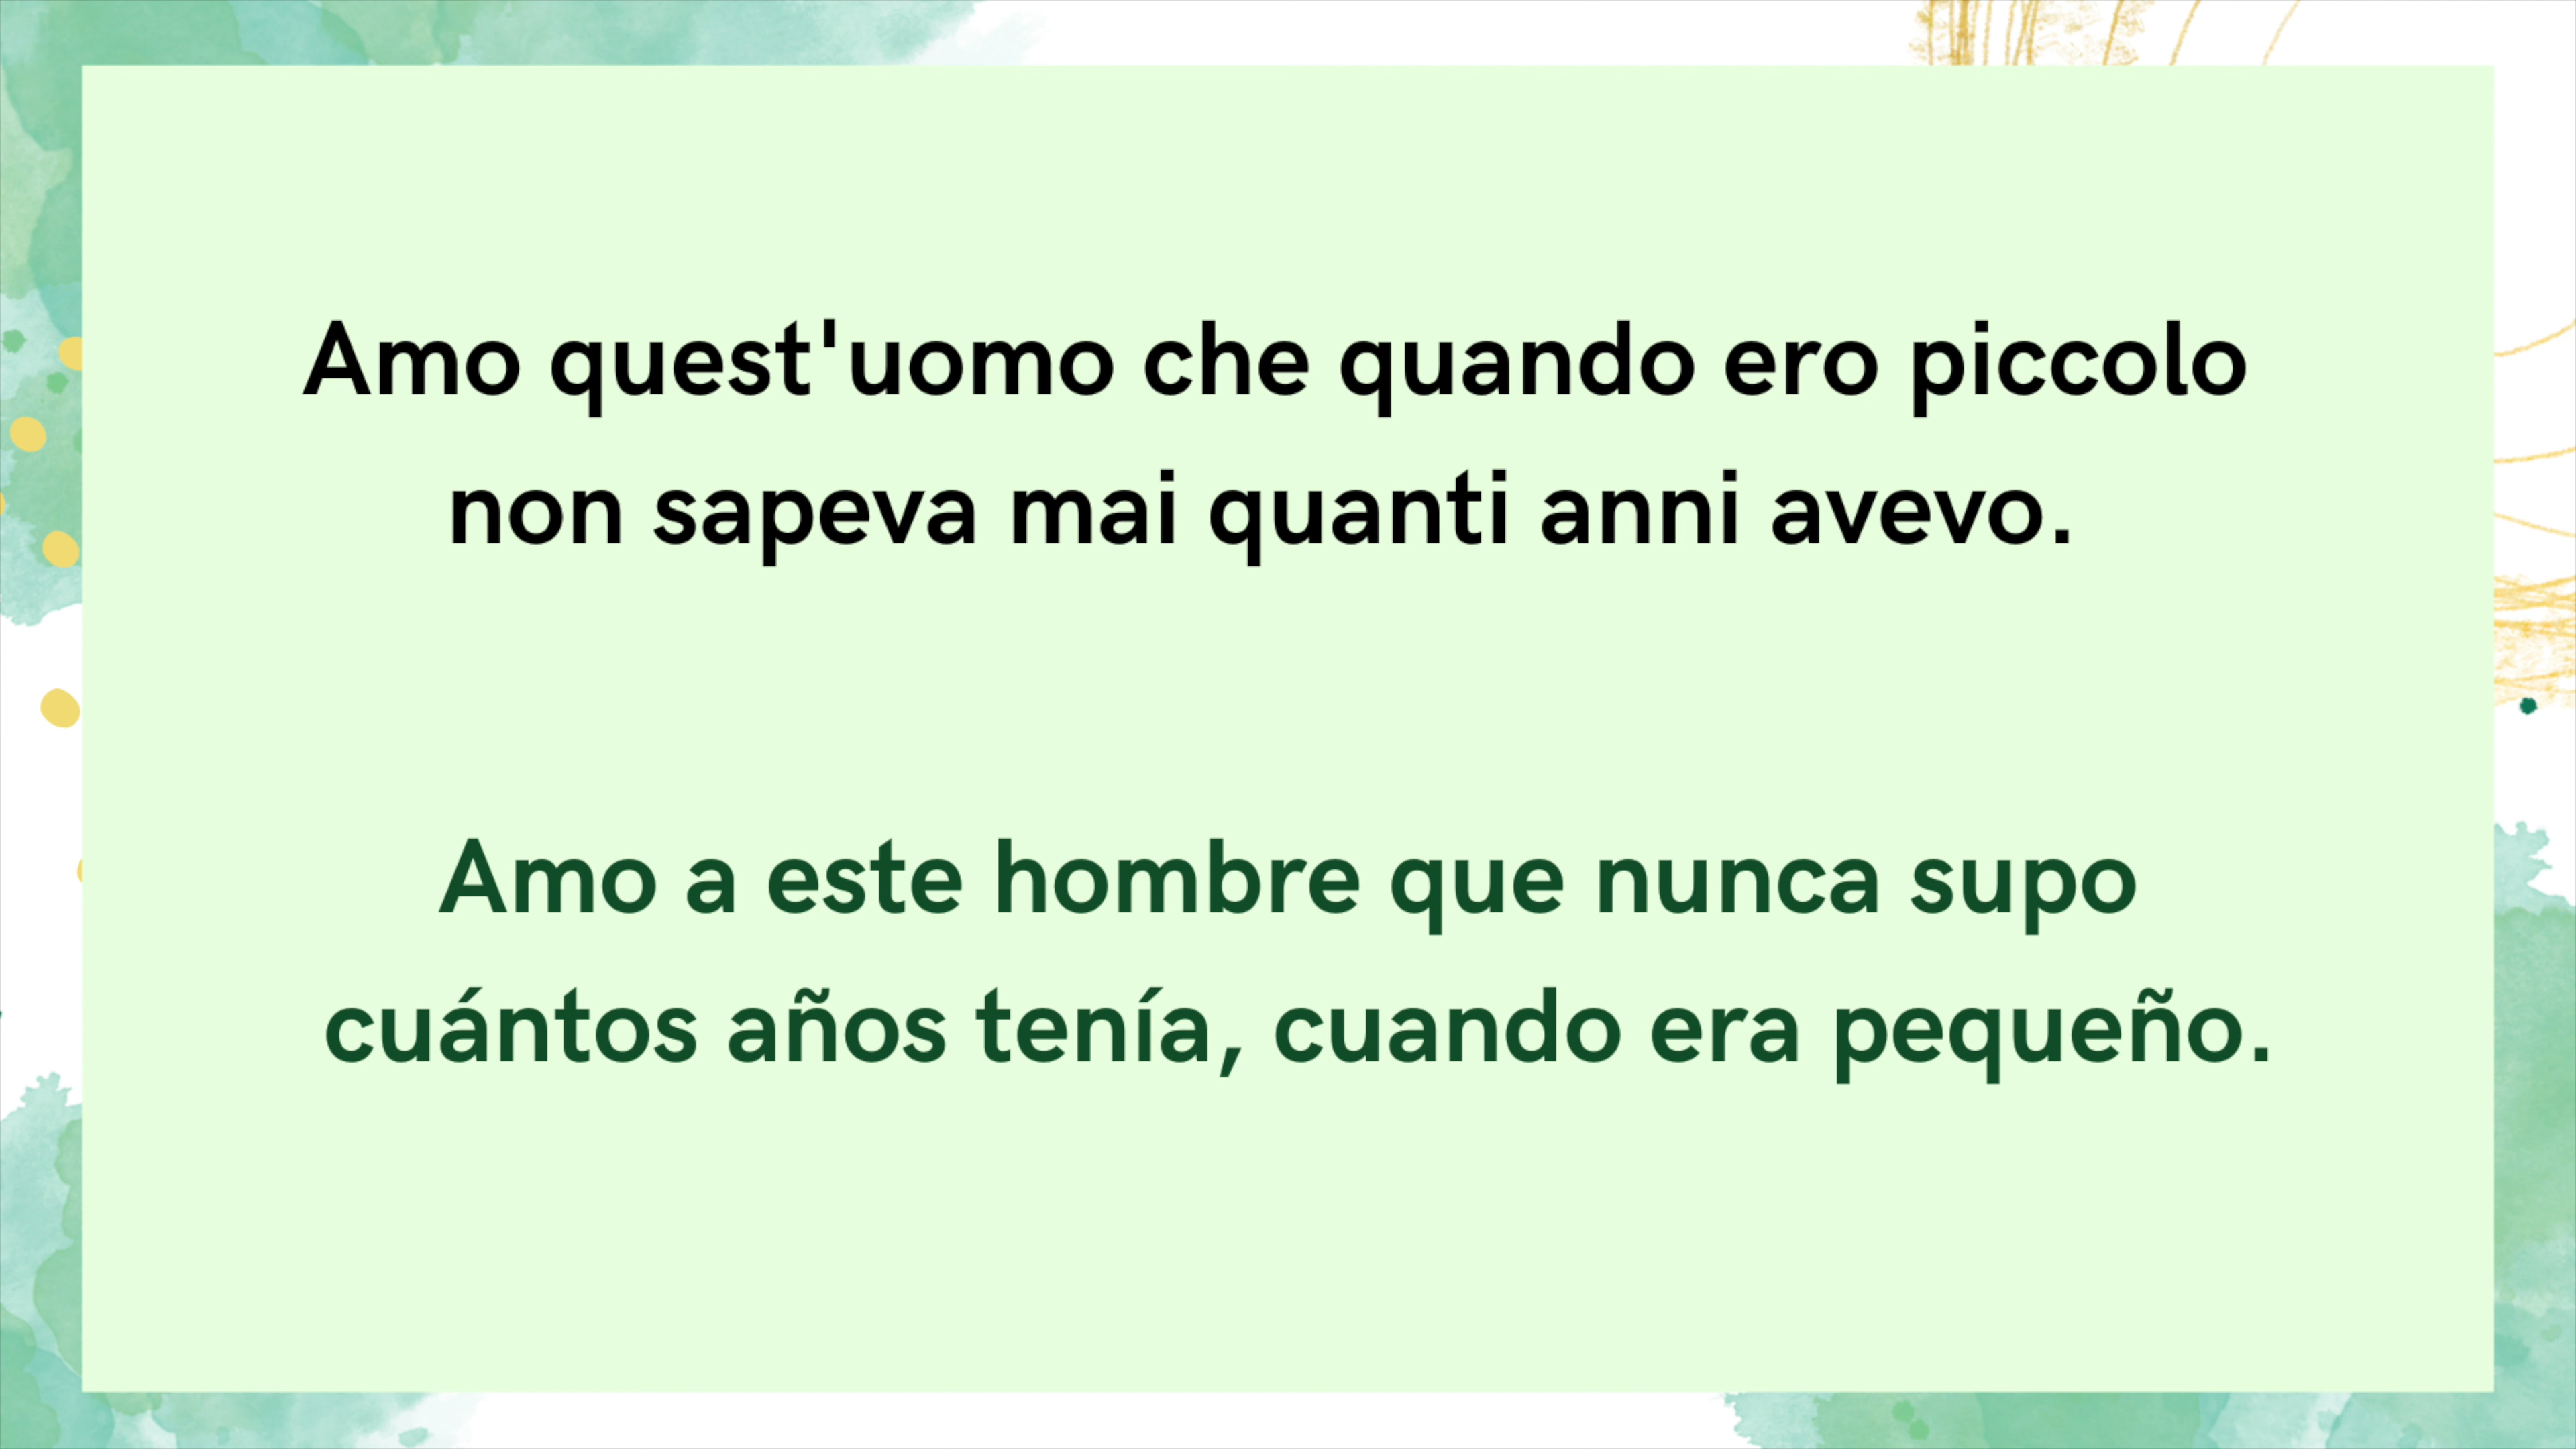 Amo quest'uomo che quando ero piccolo
non sapeva mai quanti anni avevo.
Amo a este hombre que nunca supo
cuántos años tenía, cuando era pequeño.